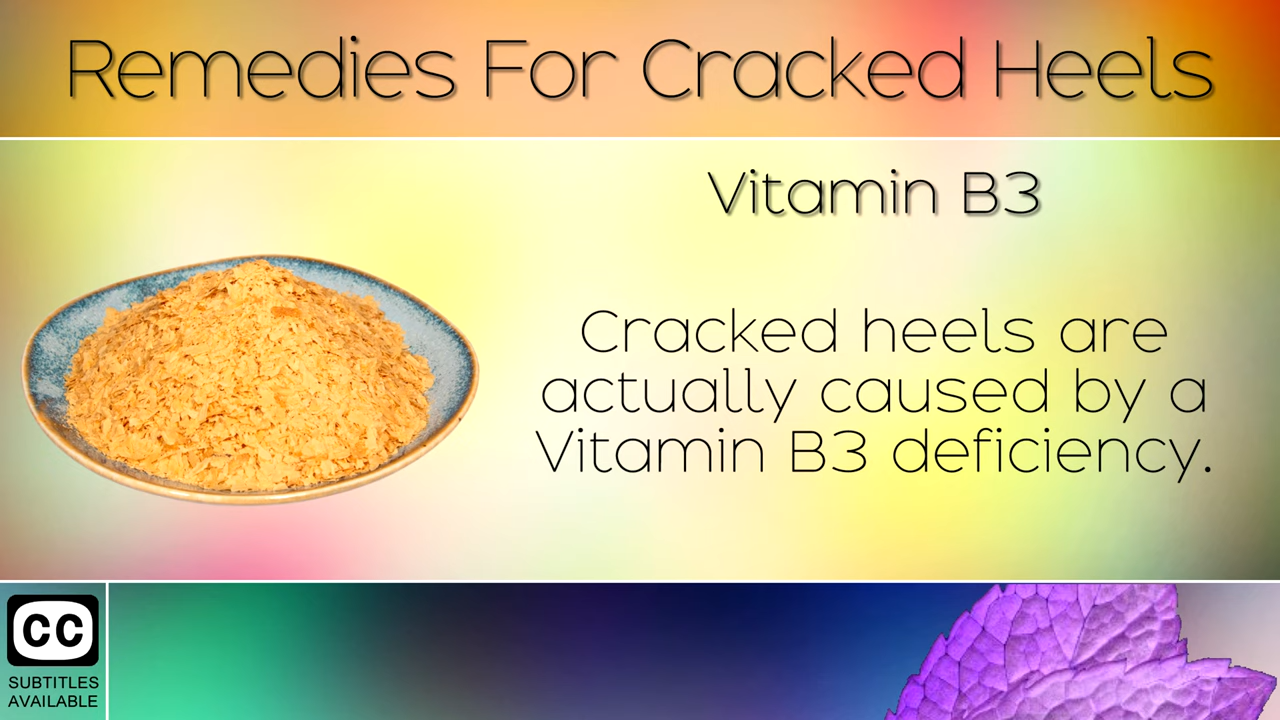 Remedies For Cracked Heels
Vitamin B3
Cracked heels are
actually caused by a
Vitamin B3 deficiency.
CC
SUBTITLES
AVAILABLE